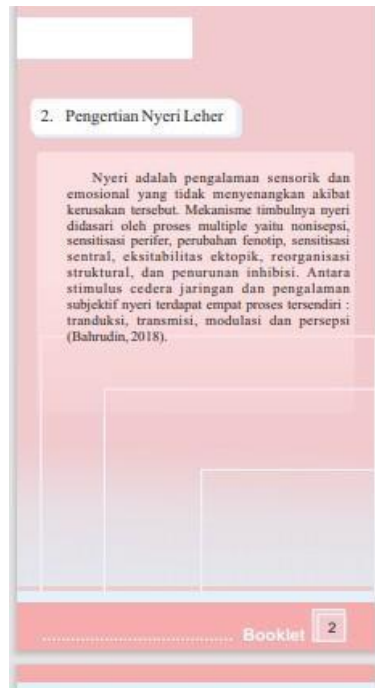 2. Pengertian Nyeri Leher
Nyeri adalah pengalaman sensorik dan
emosional yang tidak menyenangkan akibat
kerusakan tersebut. Mekanisme timbulnya nyeri
didasari oleh proses multiple yaitu nonisepsi,
sensitisasi perifer, perubahan fenotip, sensitisasi
sentral, eksitabilitas ektopik, reorganisasi
struktural, dan penurunan inhibisi. Antara
stimulus cedera jaringan dan pengalaman
subjektif nyeri terdapat empat proses tersendiri :
tranduksi, transmisi, modulasi dan persepsi
(Bahrudin, 2018).
...................................... Booklet 2